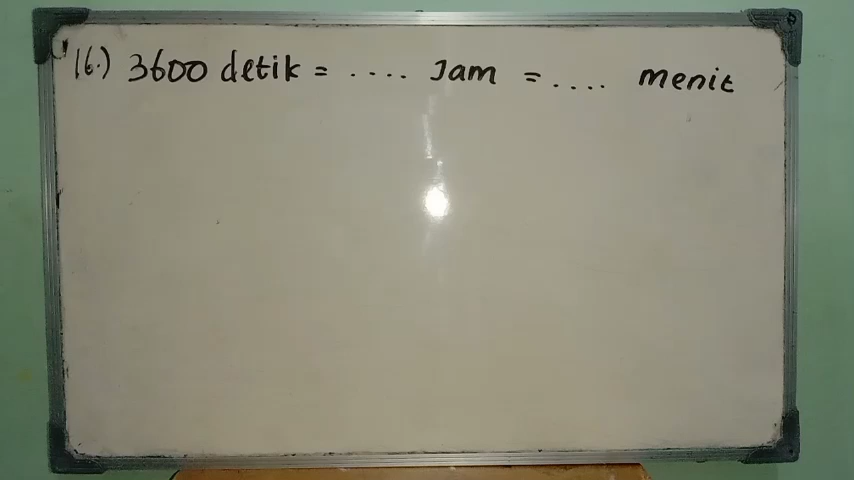 16.) 3600 detik = .... Jam = .... menit